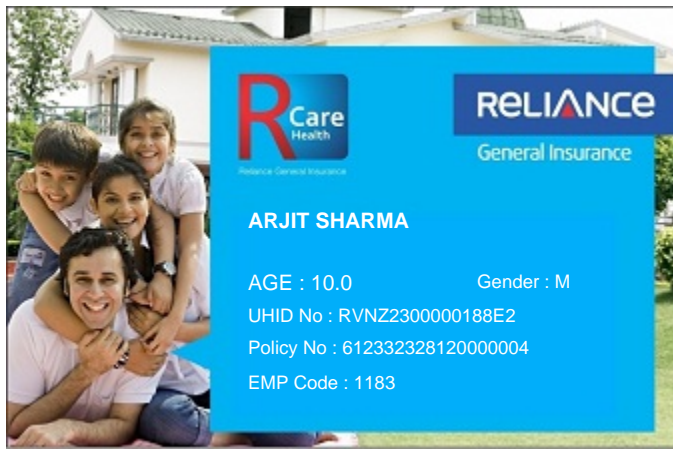 R Care
Health
Reliance General Insurance
RELIANCE
General Insurance
ARJIT SHARMA
AGE : 10.0 Gender : M
UHID No : RVNZ2300000188E2
Policy No : 612332328120000004
EMP Code : 1183